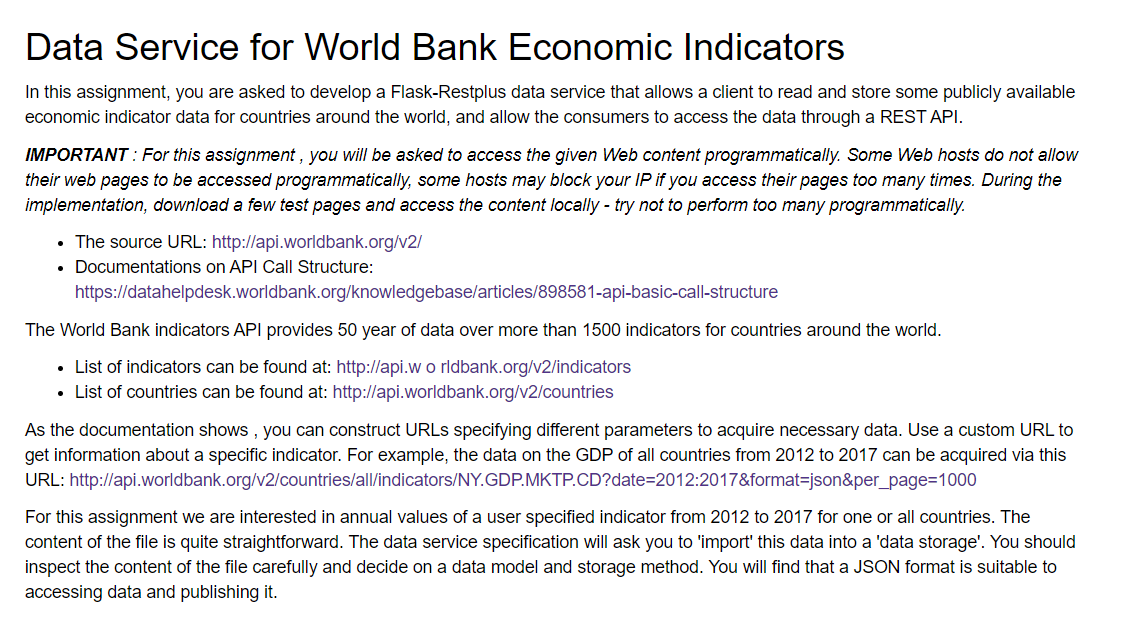 Data Service for World Bank Economic Indicators
In this assignment, you are asked to develop a Flask-Restplus data service that allows a client to read and store some publicly available
economic indicator data for countries around the world, and allow the consumers to access the data through a REST API.
IMPORTANT : For this assignment , you will be asked to access the given Web content programmatically. Some Web hosts do not allow
their web pages to be accessed programmatically, some hosts may block your IP if you access their pages too many times. During the
implementation, download a few test pages and access the content locally - try not to perform too many programmatically.
• The source URL: http://api.worldbank.org/v2/
• Documentations on API Call Structure:
https://datahelpdesk.worldbank.org/knowledgebase/articles/898581-api-basic-call-structure
The World Bank indicators API provides 50 year of data over more than 1500 indicators for countries around the world.
• List of indicators can be found at: http://api.w o rldbank.org/v2/indicators
• List of countries can be found at: http://api.worldbank.org/v2/countries
As the documentation shows , you can construct URLs specifying different parameters to acquire necessary data. Use a custom URL to
get information about a specific indicator. For example, the data on the GDP of all countries from 2012 to 2017 can be acquired via this
URL: http://api.worldbank.org/v2/countries/all/indicators/NY.GDP.MKTP.CD?date=2012:2017&format=json&per_page=1000
For this assignment we are interested in annual values of a user specified indicator from 2012 to 2017 for one or all countries. The
content of the file is quite straightforward. The data service specification will ask you to 'import' this data into a 'data storage'. You should
inspect the content of the file carefully and decide on a data model and storage method. You will find that a JSON format is suitable to
accessing data and publishing it.